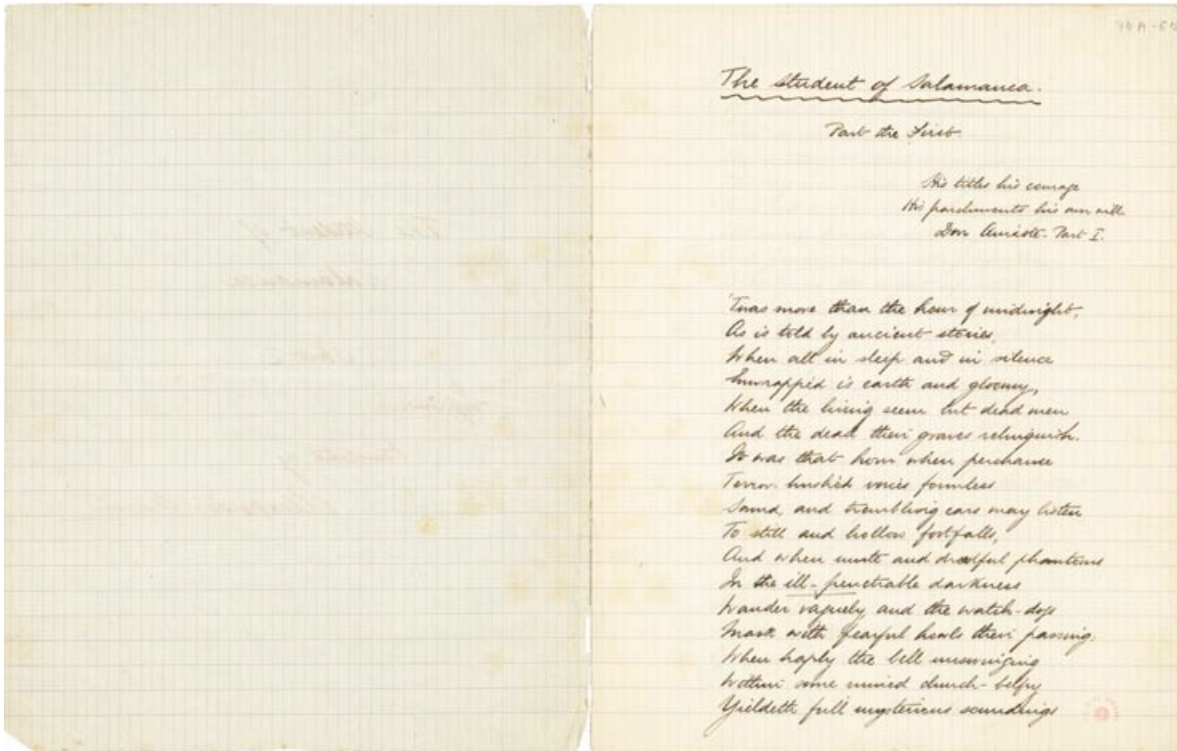 The Student of Salamanca.
Part the First.
His titles his courage
His parchments his own will.
Don Quixote. Part I.
'Twas more than the hour of midnight,
As is told by ancient stories,
When all in sleep and in silence
Enwrapped is earth and gloomy,
When the living seem but dead men
And the dead their graves relinquish.
It was that hour when perchance
Terror-hushed voices formless
Sound, and trembling ears may listen
To still and hollow footfalls,
And when mute and dreadful phantoms
In the ill-penetrable darkness
Wander vaguely and the watch-dogs
Mark with fearful howls their passing,
When haply the bell unswinging
Within some ruined church-belfry
Yieldeth full mysterious soundings